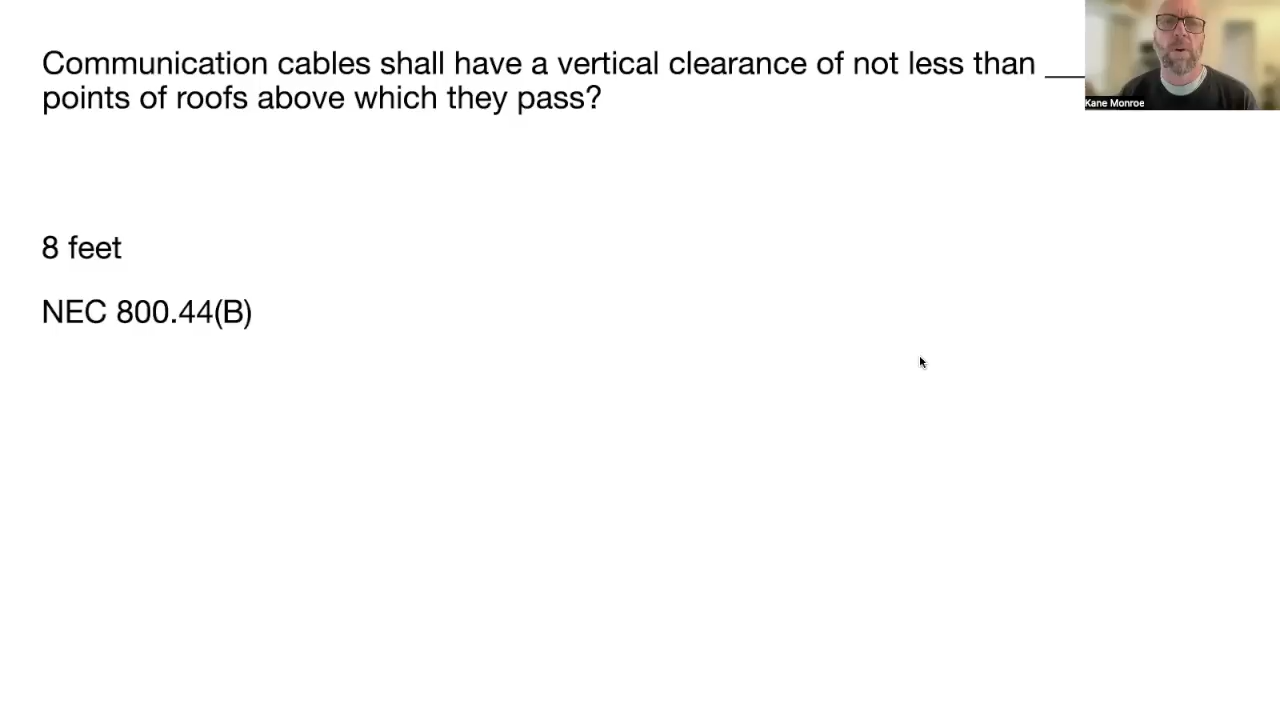 Communication cables shall have a vertical clearance of not less than ___
points of roofs above which they pass?
Kane Monroe
8 feet
NEC 800.44(B)